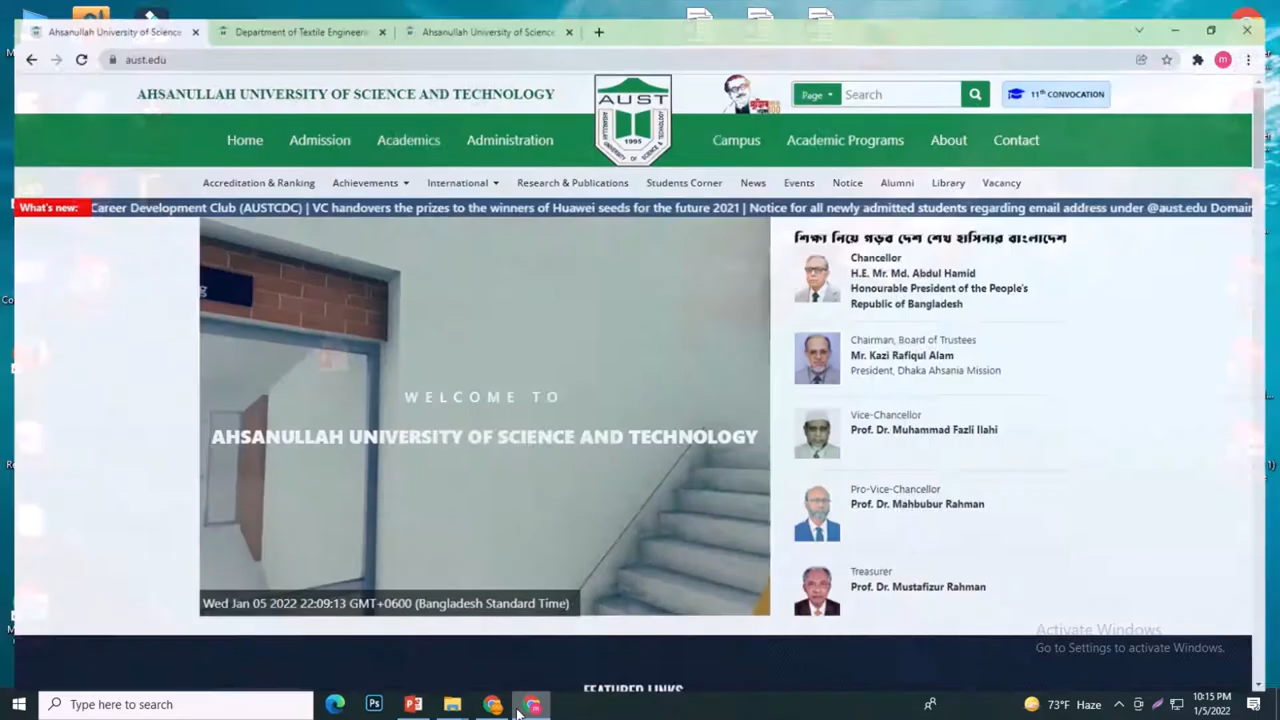 Ahsanullah University of Science
Department of Textile Engineerin
Ahsanullah University of Science
aust.edu
m
AHSANULLAH UNIVERSITY OF SCIENCE AND TECHNOLOGY
AUST
1995
Page
Search
11TH CONVOCATION
Home
Admission
Academics
Administration
Campus
Academic Programs
About
Contact
Accreditation & Ranking
Achievements
International
Research & Publications
Students Corner
News
Events
Notice
Alumni
Library
Vacancy
What's new: Career Development Club (AUSTCDC) | VC handovers the prizes to the winners of Huawei seeds for the future 2021 | Notice for all newly admitted students regarding email address under @aust.edu Domain
WELCOME TO
AHSANULLAH UNIVERSITY OF SCIENCE AND TECHNOLOGY
Wed Jan 05 2022 22:09:13 GMT+0600 (Bangladesh Standard Time)
শিক্ষা নিয়ে গড়ব দেশ শেখ হাসিনার বাংলাদেশ
Chancellor
H.E. Mr. Md. Abdul Hamid
Honourable President of the People's
Republic of Bangladesh
Chairman, Board of Trustees
Mr. Kazi Rafiqul Alam
President, Dhaka Ahsania Mission
Vice-Chancellor
Prof. Dr. Muhammad Fazli Ilahi
Pro-Vice-Chancellor
Prof. Dr. Mahbubur Rahman
Treasurer
Prof. Dr. Mustafizur Rahman
Activate Windows
Go to Settings to activate Windows.
FEATURED LINKS
Type here to search
Ps
73°F Haze
10:15 PM
1/5/2022